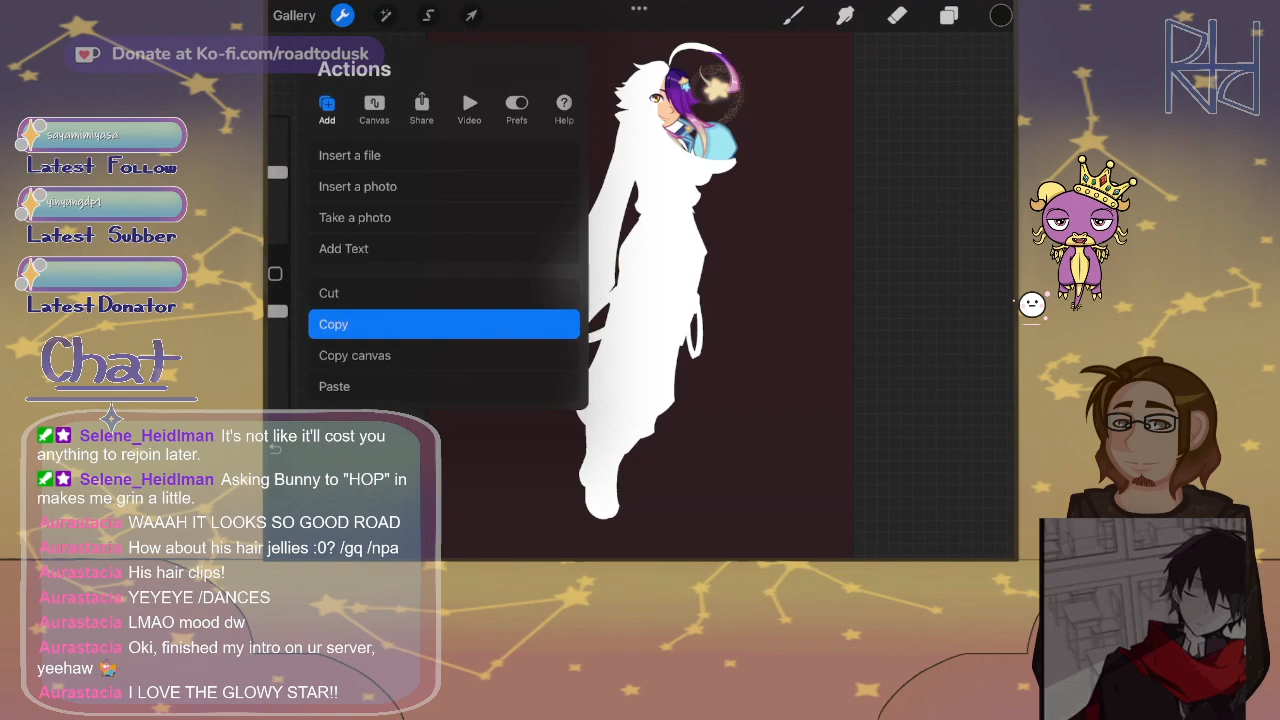 Gallery
Donate at Ko-fi.com/roadtodusk
Actions
Add
Canvas
Share
Video
Prefs
Help
Insert a file
Insert a photo
Take a photo
Add Text
Cut
Copy
Copy canvas
Paste
sayamimiyasa
Latest Follow
yinyangdp1
Latest Subber
Latest Donator
Chat
Selene_Heidlman It's not like it'll cost you
anything to rejoin later.
Selene_Heidlman Asking Bunny to "HOP" in
makes me grin a little.
Aurastacia WAAAH IT LOOKS SO GOOD ROAD
Aurastacia How about his hair jellies :0? /gq /npa
Aurastacia His hair clips!
Aurastacia YEYEYE /DANCES
Aurastacia LMAO mood dw
Aurastacia Oki, finished my intro on ur server,
yeehaw
Aurastacia I LOVE THE GLOWY STAR!!